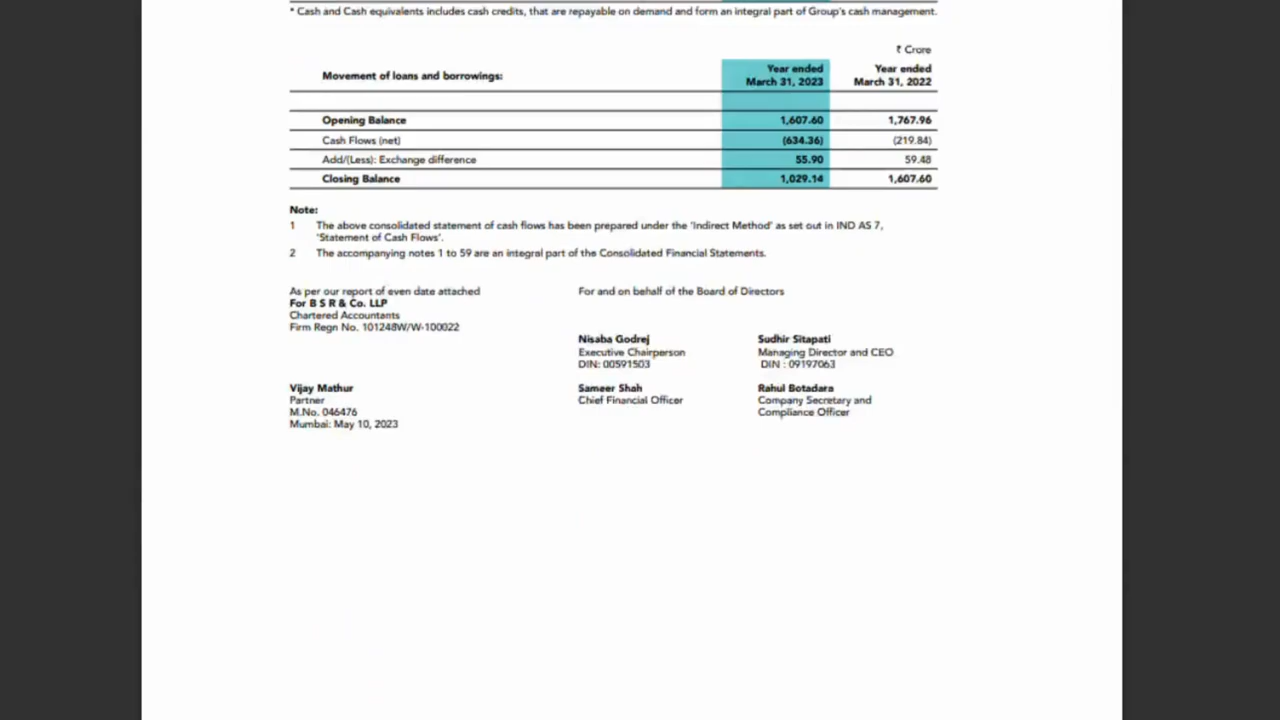 * Cash and Cash equivalents includes cash credits, that are repayable on demand and form an integral part of Group's cash management.
₹ Crore
Movement of loans and borrowings: Year ended March 31, 2023 Year ended March 31, 2022
Opening Balance 1,607.60 1,767.96
Cash Flows (net) (634.36) (219.84)
Add/(Less): Exchange difference 55.90 59.48
Closing Balance 1,029.14 1,607.60
Note:
1 The above consolidated statement of cash flows has been prepared under the 'Indirect Method' as set out in IND AS 7,
'Statement of Cash Flows'.
2 The accompanying notes 1 to 59 are an integral part of the Consolidated Financial Statements.
As per our report of even date attached
For B S R & Co. LLP
Chartered Accountants
Firm Regn No. 101248W/W-100022
For and on behalf of the Board of Directors
Nisaba Godrej
Executive Chairperson
DIN: 00591503
Sudhir Sitapati
Managing Director and CEO
DIN : 09197063
Vijay Mathur
Partner
M.No. 046476
Mumbai: May 10, 2023
Sameer Shah
Chief Financial Officer
Rahul Botadara
Company Secretary and
Compliance Officer